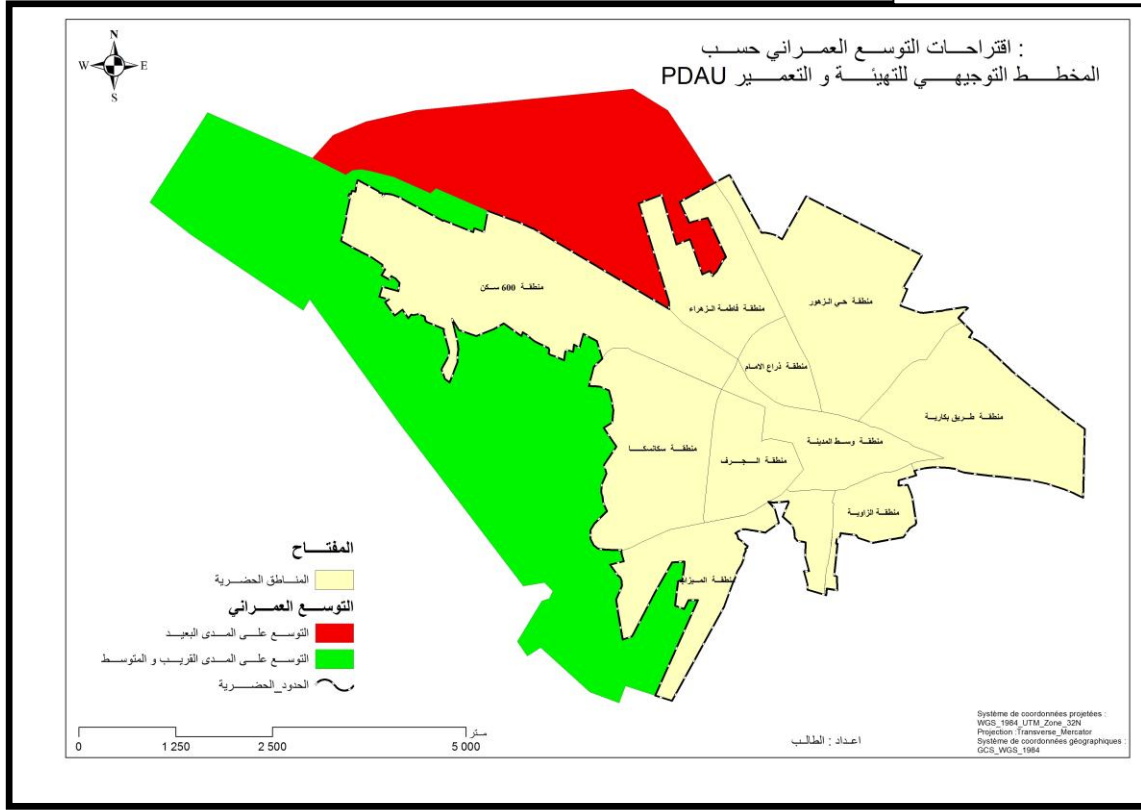 : اقتراحات التوسع العمراني حسب
المخطط التوجيهي للتهيئة و التعمير PDAU
N
W E
S
منطقة 600 سكن
منطقة فاطمة الزهراء
منطقة حي الزهور
منطقة ذراع الامام
منطقة طريق بكارية
منطقة وسط المدينة
منطقة سكانسكا
منطقة الجرف
منطقة الزاوية
منطقة الميزاب
المفتاح
المناطق الحضرية
التوسع العمراني
التوسع على المدى البعيد
التوسع على المدى القريب و المتوسط
الحدود_الحضرية
متر
0 1 250 2 500 5 000
اعداد : الطالب
Système de coordonnées projetées :
WGS_1984_UTM_Zone_32N
Projection :Transverse_Mercator
Système de coordonnées géographiques :
GCS_WGS_1984